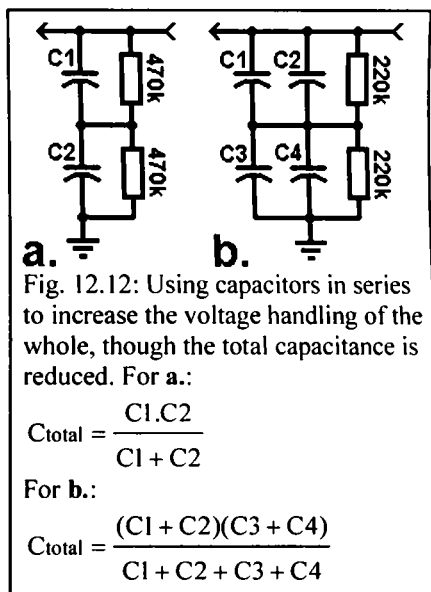 C1
470k
C2
470k
a.
C1
C2
220k
C3
C4
220k
b.
Fig. 12.12: Using capacitors in series
to increase the voltage handling of the
whole, though the total capacitance is
reduced. For a.:
Ctotal = C1.C2 / C1 + C2
For b.:
Ctotal = (C1 + C2)(C3 + C4) / C1 + C2 + C3 + C4